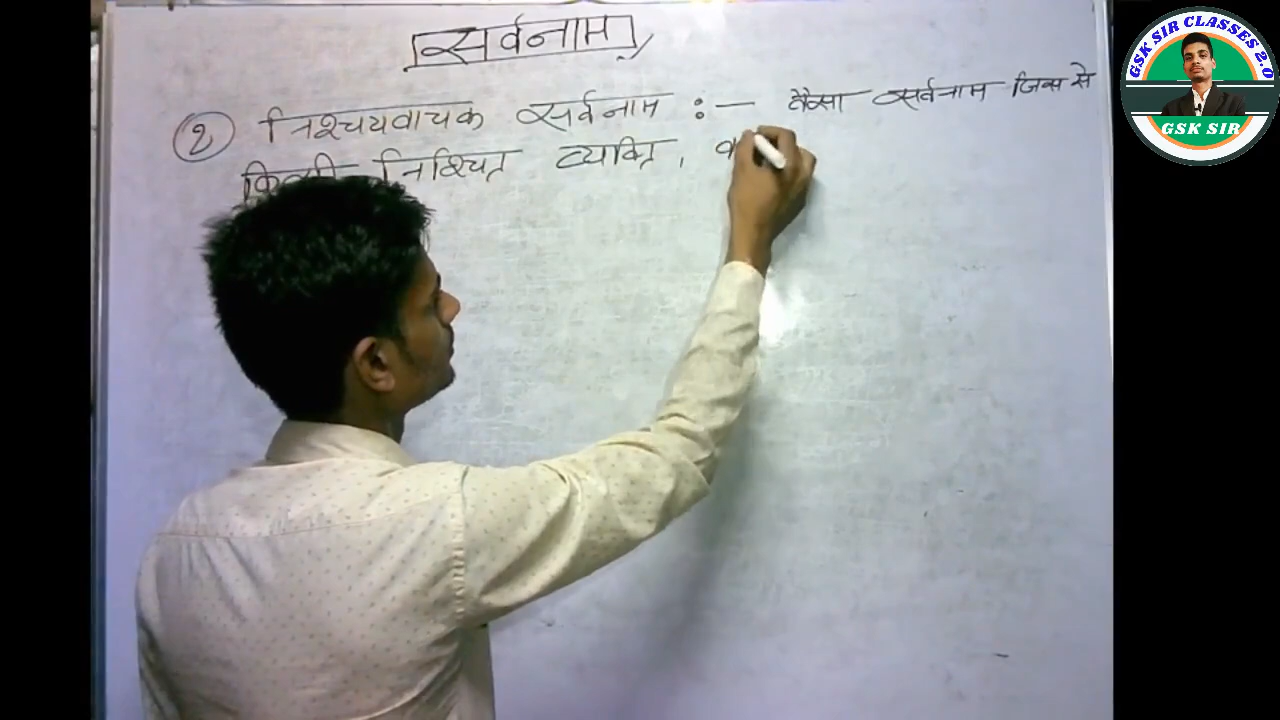 सर्वनाम
(2) निश्चयवाचक सर्वनाम :— वैसा सर्वनाम जिस से
किसी निश्चित व्यक्ति, व
GSK SIR CLASSES 2.0
GSK SIR